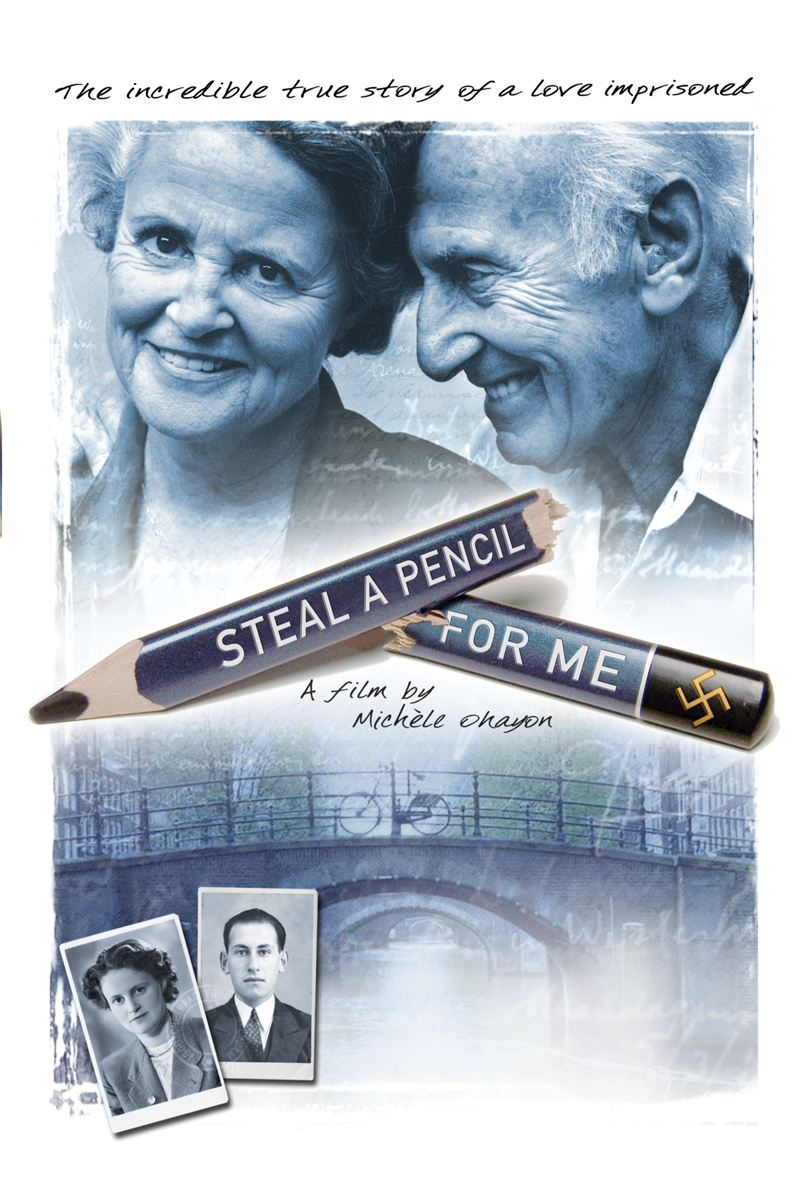 The incredible true story of a love imprisoned
STEAL A PENCIL
FOR ME
A film by
Michèle Ohayon